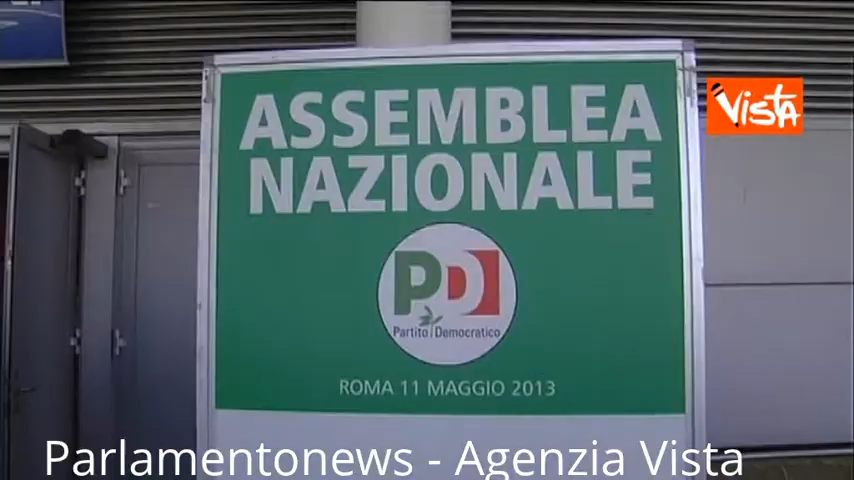 ASSEMBLEA
NAZIONALE
PD
Partito Democratico
ROMA 11 MAGGIO 2013
Vista
Parlamentonews - Agenzia Vista